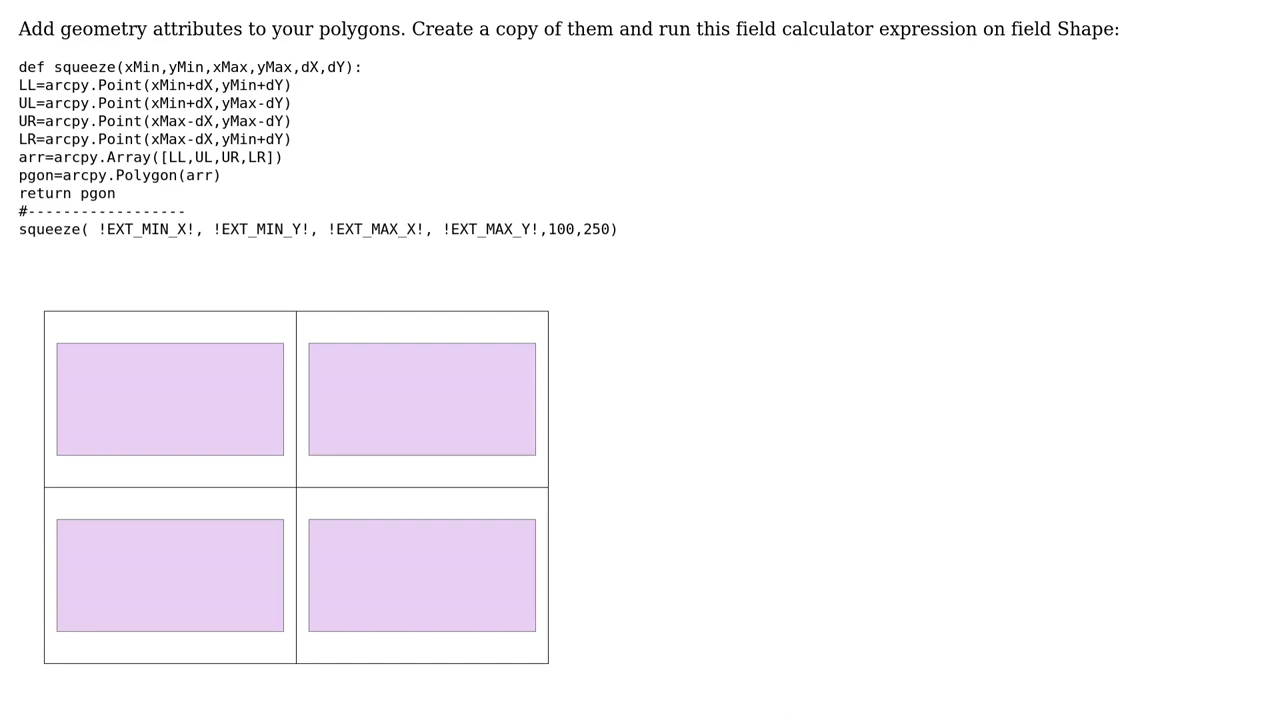 Add geometry attributes to your polygons. Create a copy of them and run this field calculator expression on field Shape:
def squeeze(xMin,yMin,xMax,yMax,dX,dY):
LL=arcpy.Point(xMin+dX,yMin+dY)
UL=arcpy.Point(xMin+dX,yMax-dY)
UR=arcpy.Point(xMax-dX,yMax-dY)
LR=arcpy.Point(xMax-dX,yMin+dY)
arr=arcpy.Array([LL,UL,UR,LR])
pgon=arcpy.Polygon(arr)
return pgon
#------------------
squeeze( !EXT_MIN_X!, !EXT_MIN_Y!, !EXT_MAX_X!, !EXT_MAX_Y!,100,250)